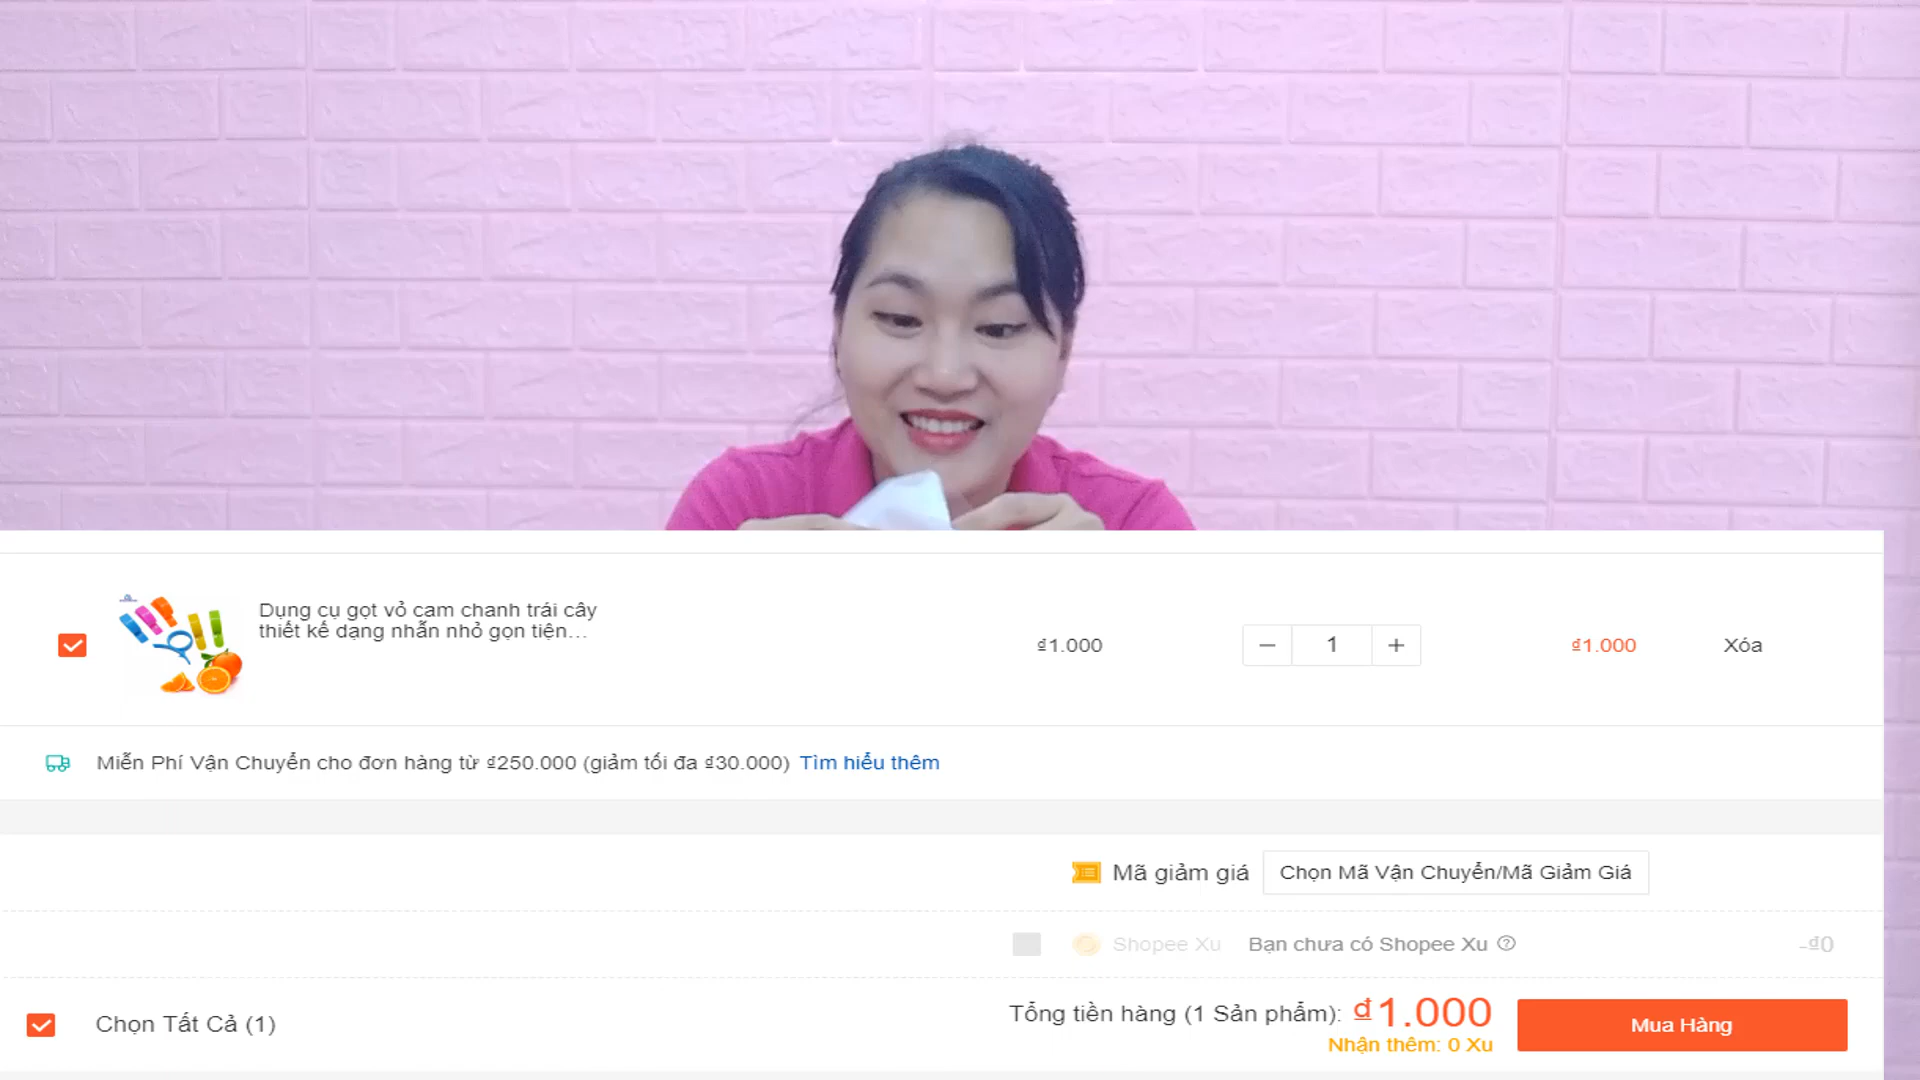 Dụng cụ gọt vỏ cam chanh trái cây
thiết kế dạng nhẫn nhỏ gọn tiện...
₫1.000
1
₫1.000
Xóa
Miễn Phí Vận Chuyển cho đơn hàng từ ₫250.000 (giảm tối đa ₫30.000) Tìm hiểu thêm
Mã giảm giá
Chọn Mã Vận Chuyển/Mã Giảm Giá
Shopee Xu
Bạn chưa có Shopee Xu
-₫0
Chọn Tất Cả (1)
Tổng tiền hàng (1 Sản phẩm): ₫1.000
Nhận thêm: 0 Xu
Mua Hàng